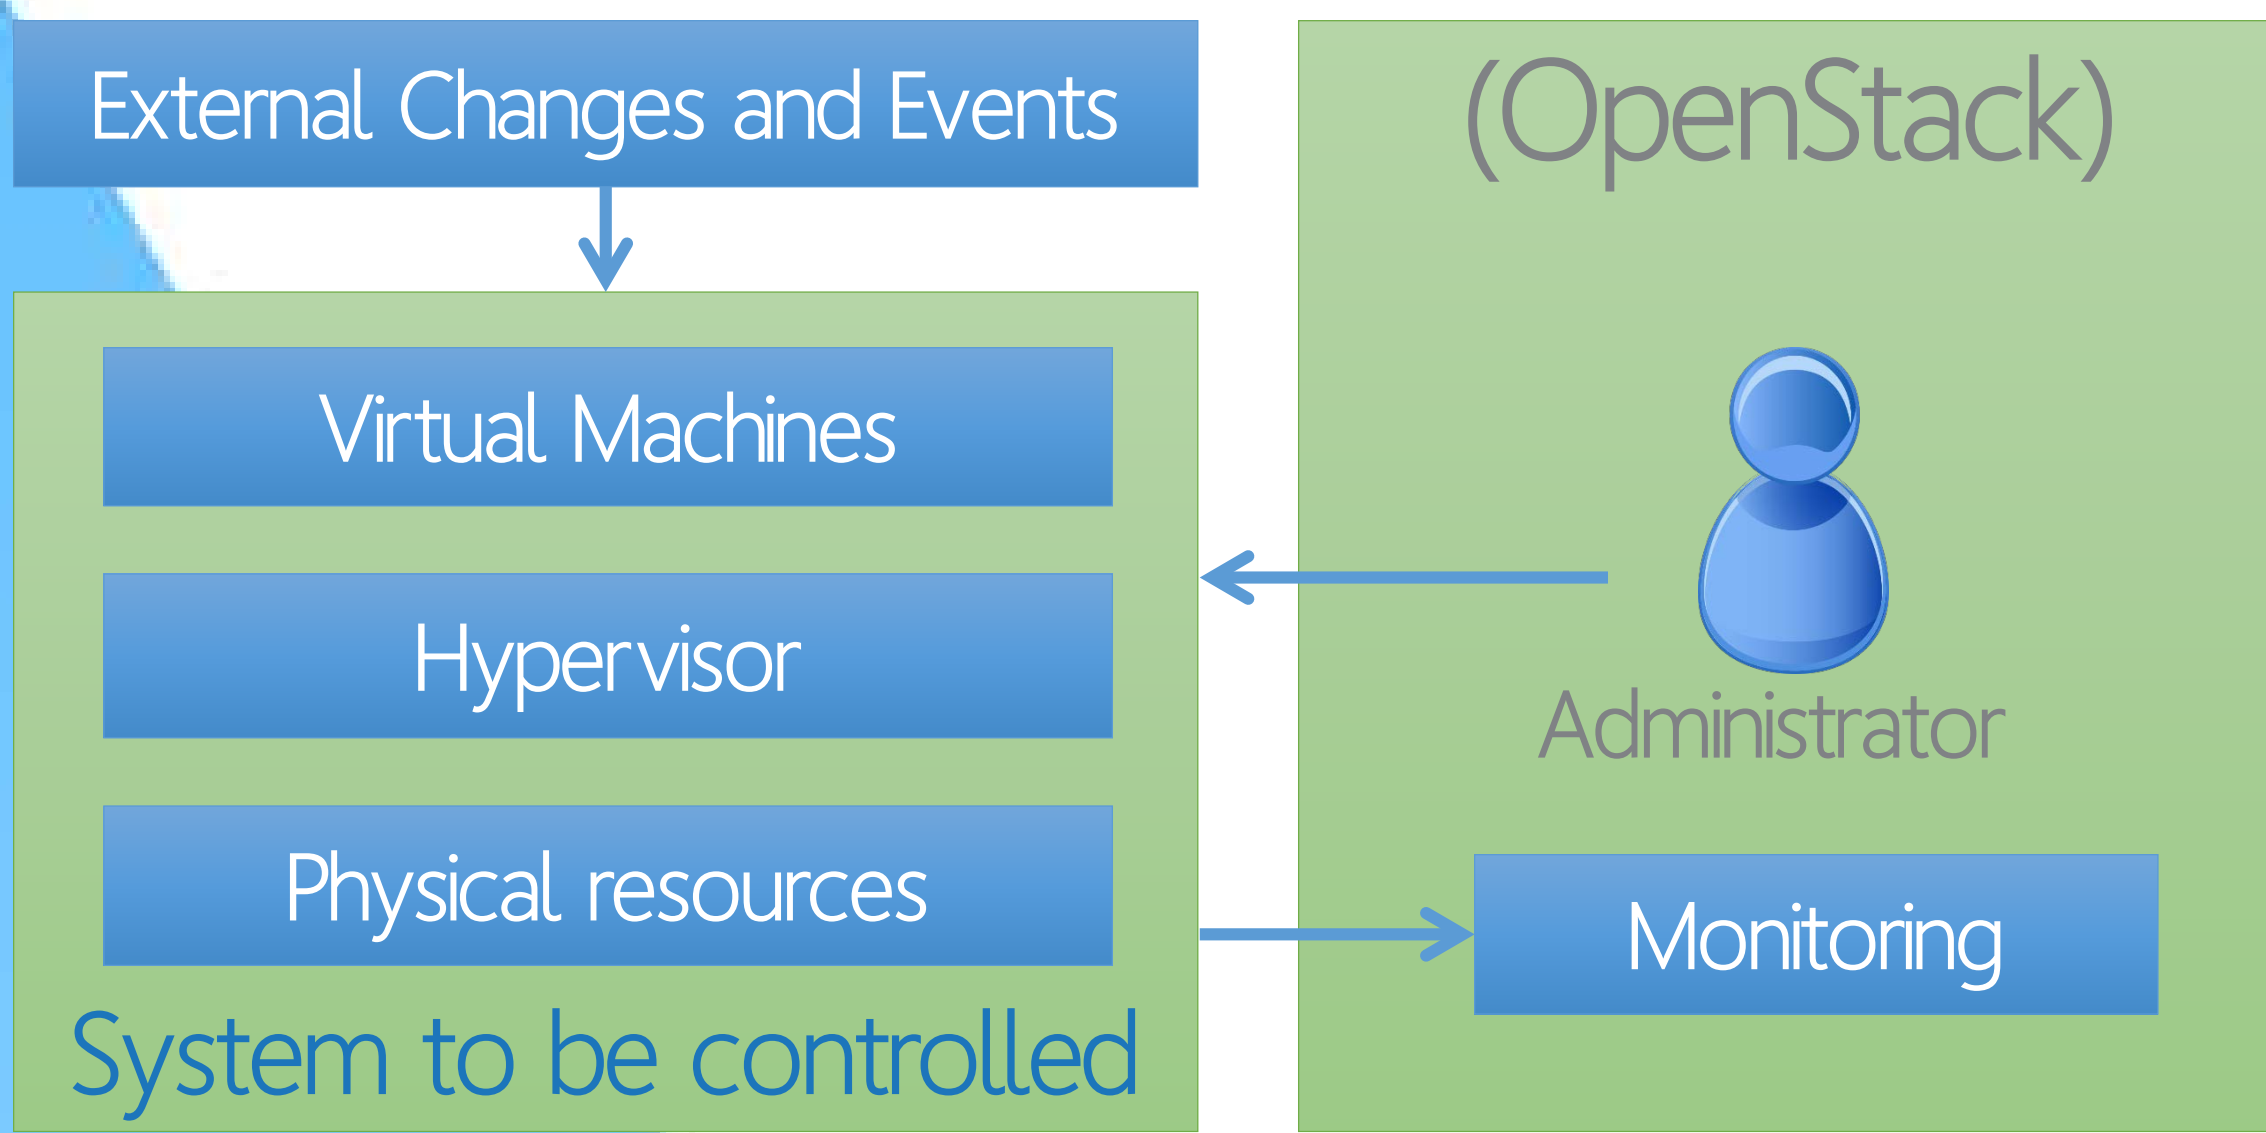 External Changes and Events
(OpenStack)
Virtual Machines
Hypervisor
Administrator
Physical resources
Monitoring
System to be controlled